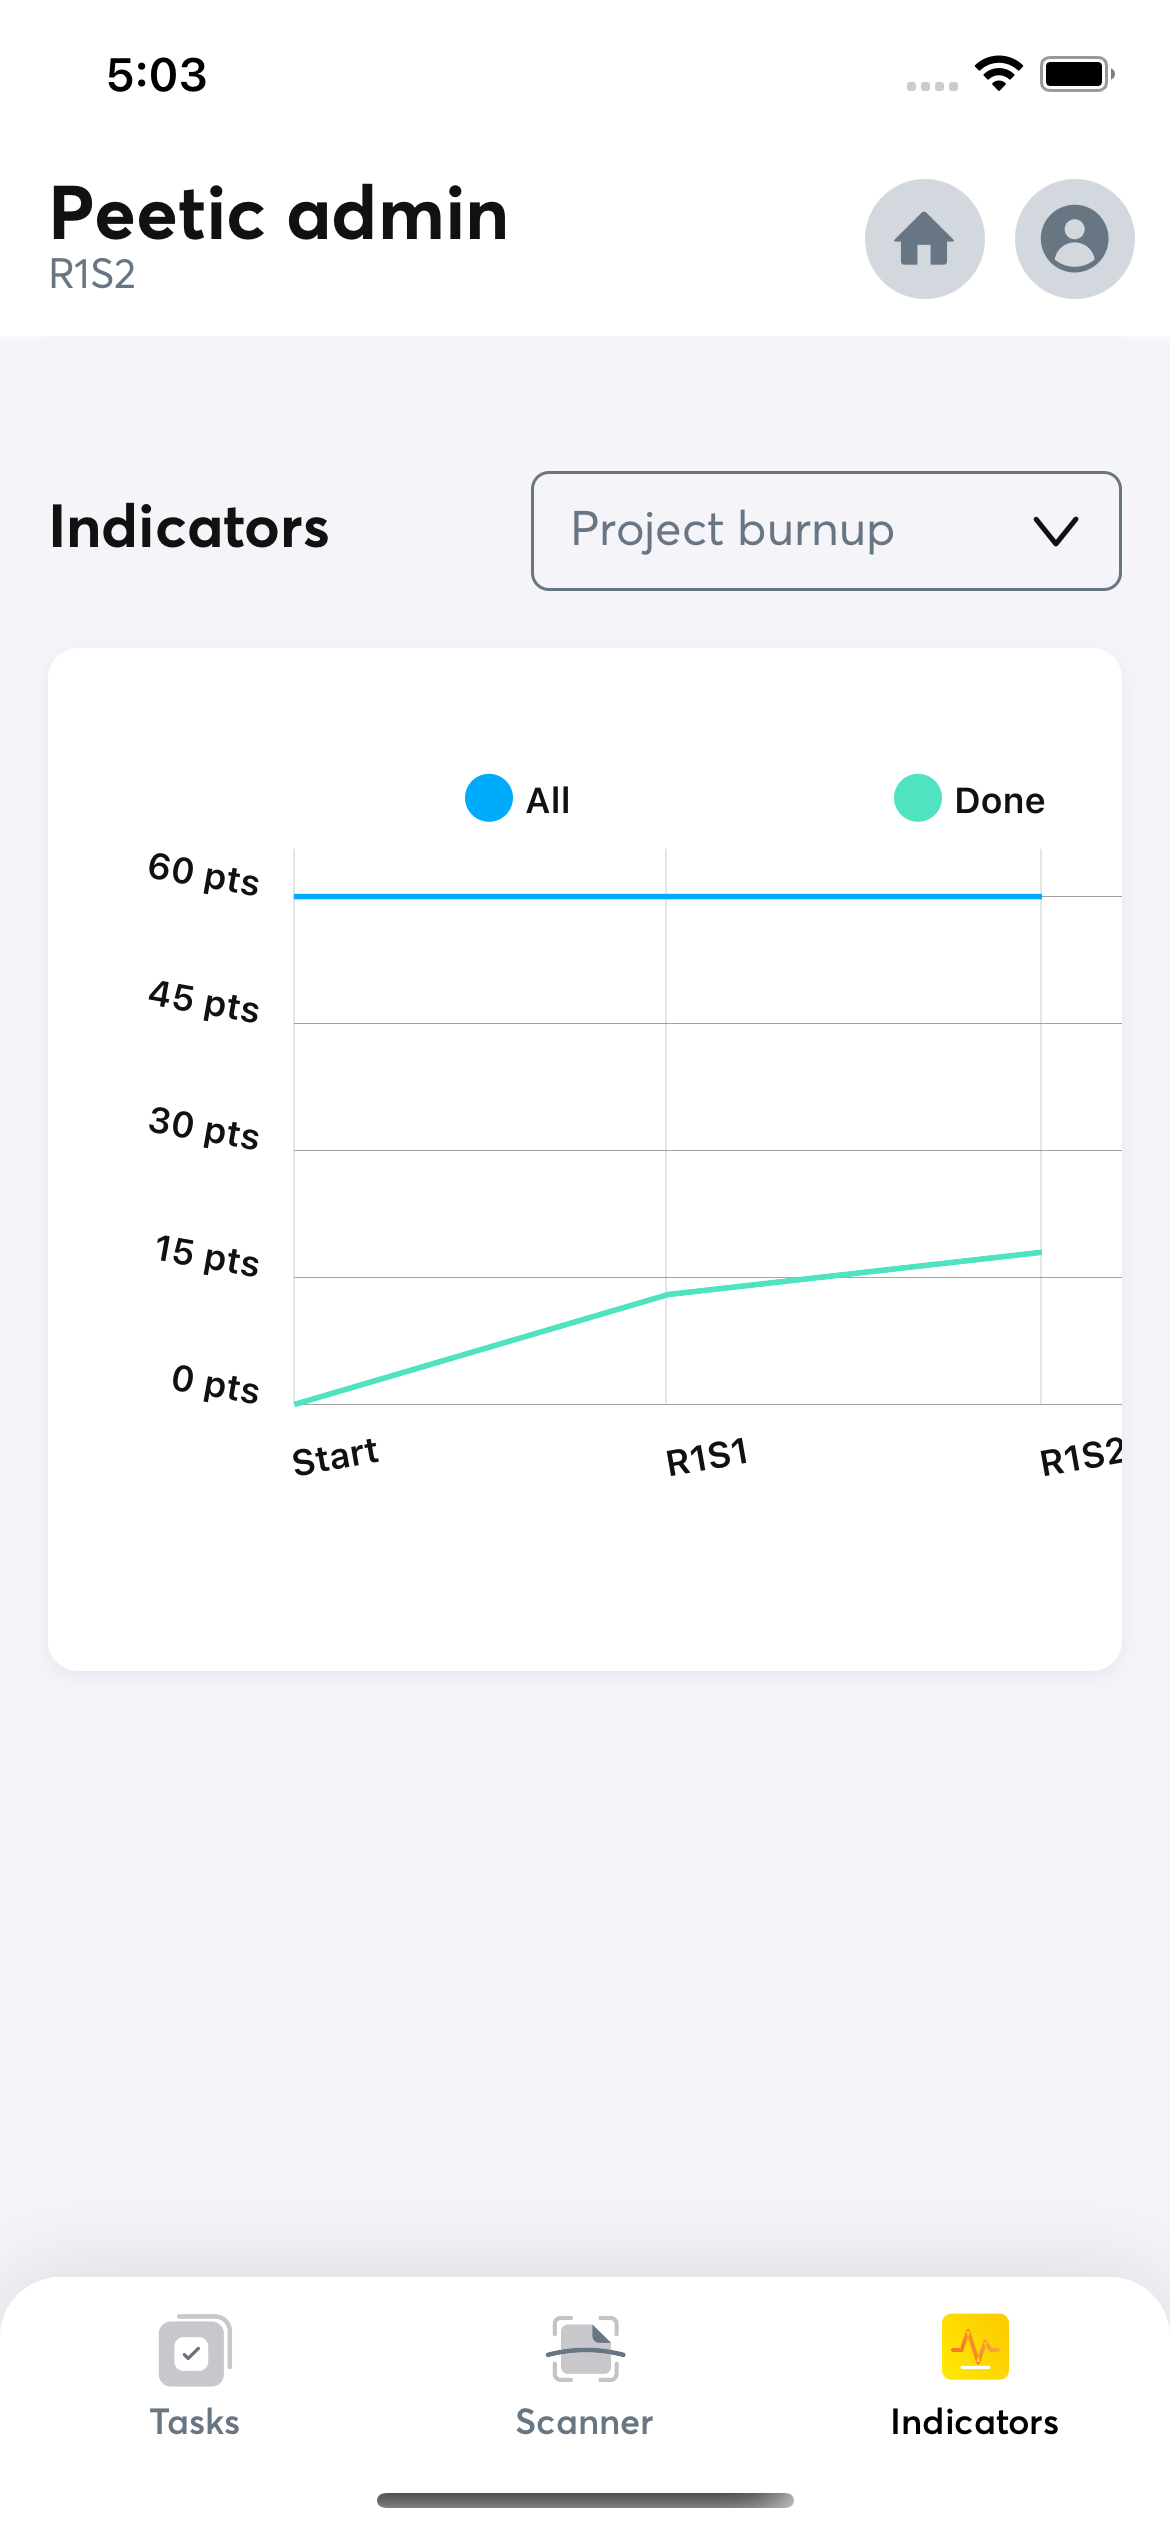 5:03
Peetic admin
R1S2
Indicators
Project burnup
All
Done
60 pts
45 pts
30 pts
15 pts
0 pts
Start
R1S1
R1S2
Tasks
Scanner
Indicators